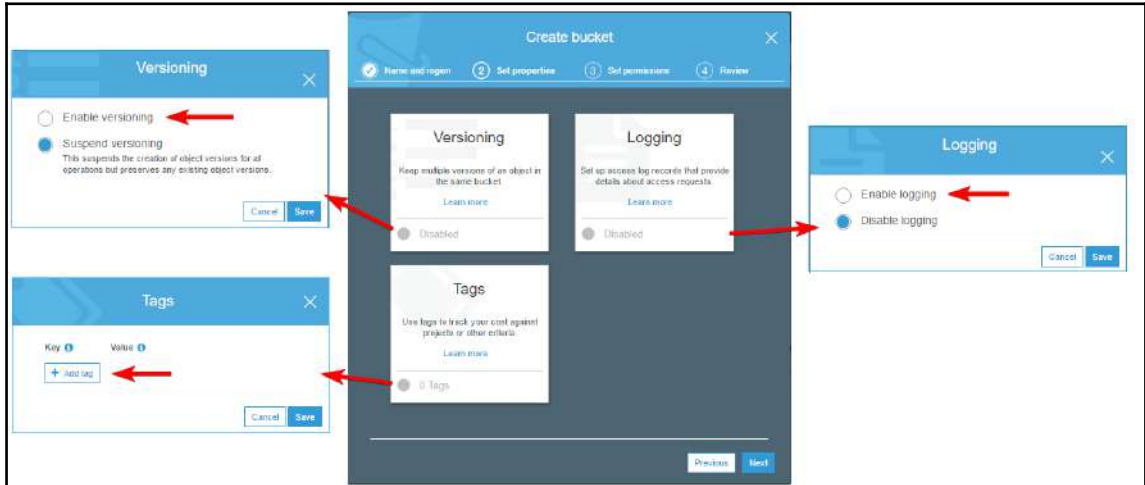 Create bucket
Name and region
2 Set properties
3 Set permissions
4 Review
Versioning
Enable versioning
Suspend versioning
This suspends the creation of object versions for all
operations but preserves any existing object versions.
Cancel Save
Versioning
Keep multiple versions of an object in
the same bucket
Learn more
Disabled
Logging
Set up access log records that provide
details about access requests
Learn more
Disabled
Logging
Enable logging
Disable logging
Cancel Save
Tags
Key Value
+ Add tag
Cancel Save
Tags
Use tags to track your cost against
projects or other criteria
Learn more
0 Tags
Previous Next